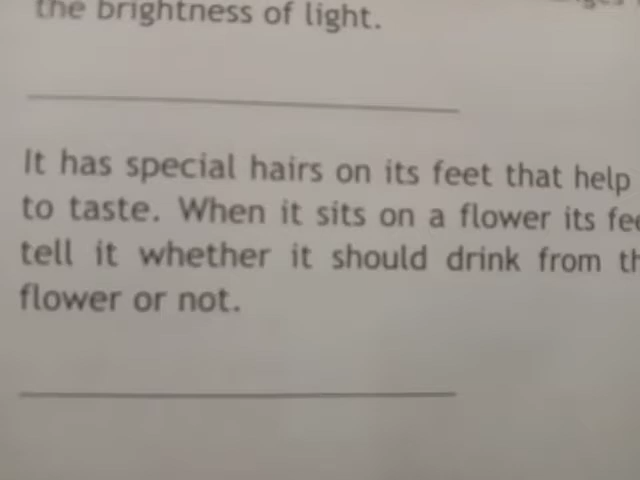 the brightness of light.
It has special hairs on its feet that help
to taste. When it sits on a flower its
tell it whether it should drink from
flower or not.